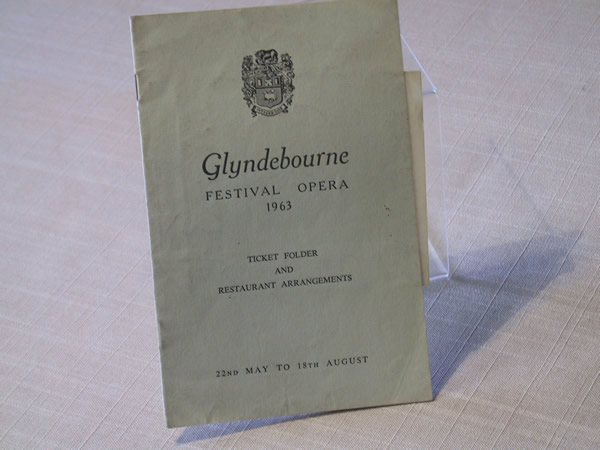 Glyndebourne
FESTIVAL OPERA
1963
TICKET FOLDER
AND
RESTAURANT ARRANGEMENTS
22ND MAY TO 18TH AUGUST